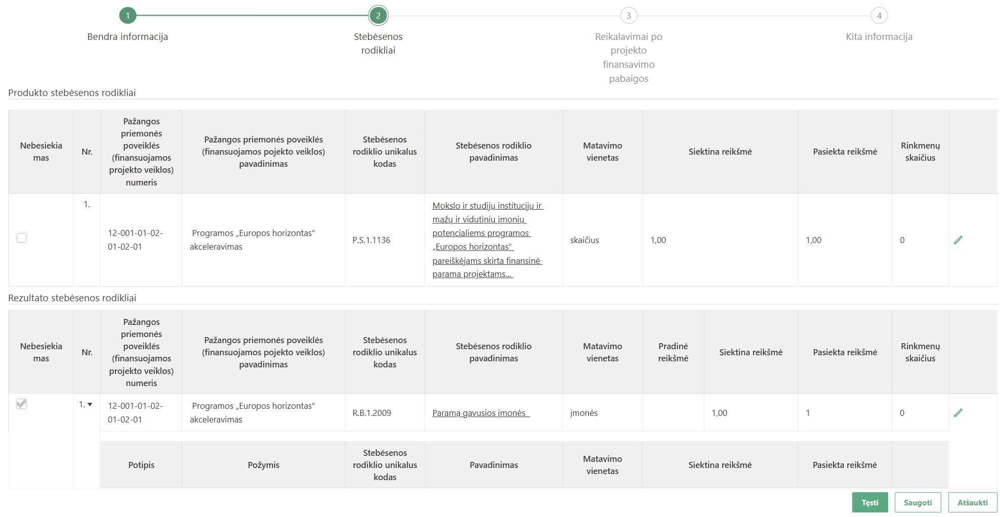 1
2
3
4
Bendra informacija
Stebėsenos
rodikliai
Reikalavimai po
projekto
finansavimo
pabaigos
Kita informacija
Produkto stebėsenos rodikliai
Nebesiekia
mas
Nr.
Pažangos
priemonės
poveiklės
(finansuojamos
projekto veiklos)
numeris
Pažangos priemonės poveiklės
(finansuojamos pojekto veiklos)
pavadinimas
Stebėsenos
rodiklio unikalus
kodas
Stebėsenos rodiklio
pavadinimas
Matavimo
vienetas
Siektina reikšmė
Pasiekta reikšmė
Rinkmenų
skaičius
1.
12-001-01-02-
01-02-01
Programos „Europos horizontas“
akceleravimas
P.S.1.1136
Mokslo ir studijų institucijų ir
mažų ir vidutinių įmonių
potencialiems programos
„Europos horizontas“
pareiškėjams skirta finansinė
parama projektams...
skaičius
1,00
1,00
0
Rezultato stebėsenos rodikliai
Nebesiekia
mas
Nr.
Pažangos
priemonės
poveiklės
(finansuojamos
projekto veiklos)
numeris
Pažangos priemonės poveiklės
(finansuojamos pojekto veiklos)
pavadinimas
Stebėsenos
rodiklio unikalus
kodas
Stebėsenos rodiklio
pavadinimas
Matavimo
vienetas
Pradinė
reikšmė
Siektina reikšmė
Pasiekta reikšmė
Rinkmenų
skaičius
1.
12-001-01-02-
01-02-01
Programos „Europos horizontas“
akceleravimas
R.B.1.2009
Paramą gavusios įmonės
įmonės
1,00
1
0
Potipis
Požymis
Stebėsenos
rodiklio unikalus
kodas
Pavadinimas
Matavimo
vienetas
Siektina reikšmė
Pasiekta reikšmė
Tęsti
Saugoti
Atšaukti